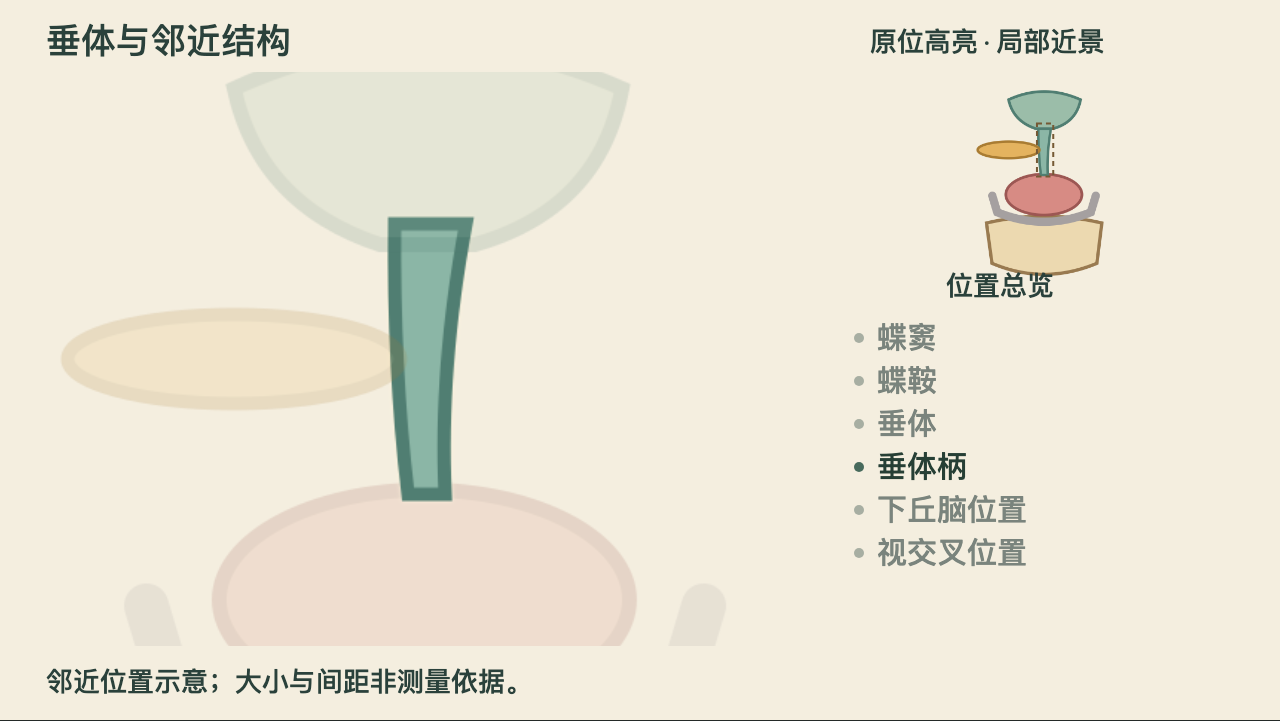 垂体与邻近结构
原位高亮 · 局部近景
位置总览
蝶窦
蝶鞍
垂体
垂体柄
下丘脑位置
视交叉位置
邻近位置示意；大小与间距非测量依据。